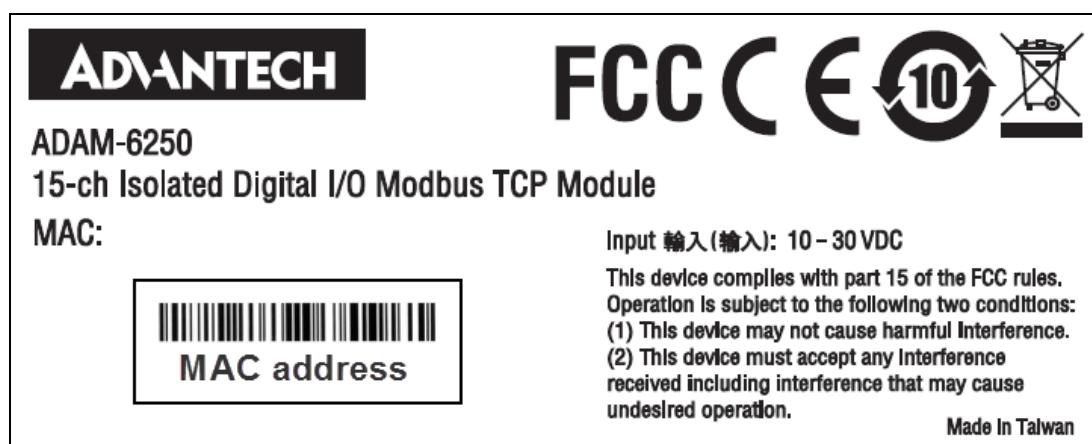 ADVANTECH
FCC CE 10
ADAM-6250
15-ch Isolated Digital I/O Modbus TCP Module
MAC:
MAC address
Input 輸入(输入): 10 – 30 VDC
This device complies with part 15 of the FCC rules.
Operation is subject to the following two conditions:
(1) This device may not cause harmful Interference.
(2) This device must accept any Interference
received including interference that may cause
undesired operation.
Made in Taiwan